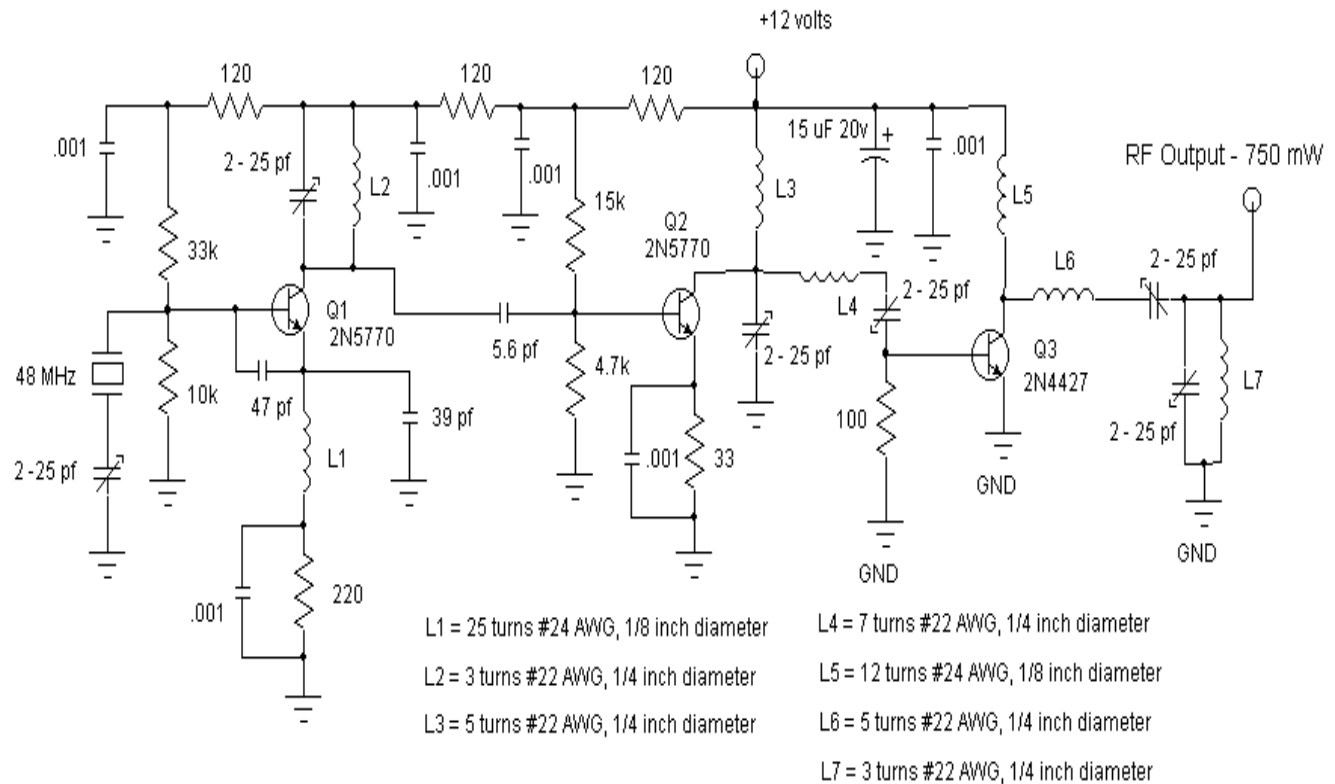 +12 volts
120
120
120
.001
2 - 25 pf
L2
.001
.001
15 uF 20v
+
.001
RF Output - 750 mW
L3
L5
33k
15k
Q2
2N5770
Q1
2N5770
L6
2 - 25 pf
L4
2 - 25 pf
5.6 pf
2 - 25 pf
Q3
2N4427
L7
48 MHz
10k
47 pf
39 pf
4.7k
100
2 - 25 pf
2 - 25 pf
L1
.001
33
GND
GND
GND
.001
220
L1 = 25 turns #24 AWG, 1/8 inch diameter
L2 = 3 turns #22 AWG, 1/4 inch diameter
L3 = 5 turns #22 AWG, 1/4 inch diameter
L4 = 7 turns #22 AWG, 1/4 inch diameter
L5 = 12 turns #24 AWG, 1/8 inch diameter
L6 = 5 turns #22 AWG, 1/4 inch diameter
L7 = 3 turns #22 AWG, 1/4 inch diameter